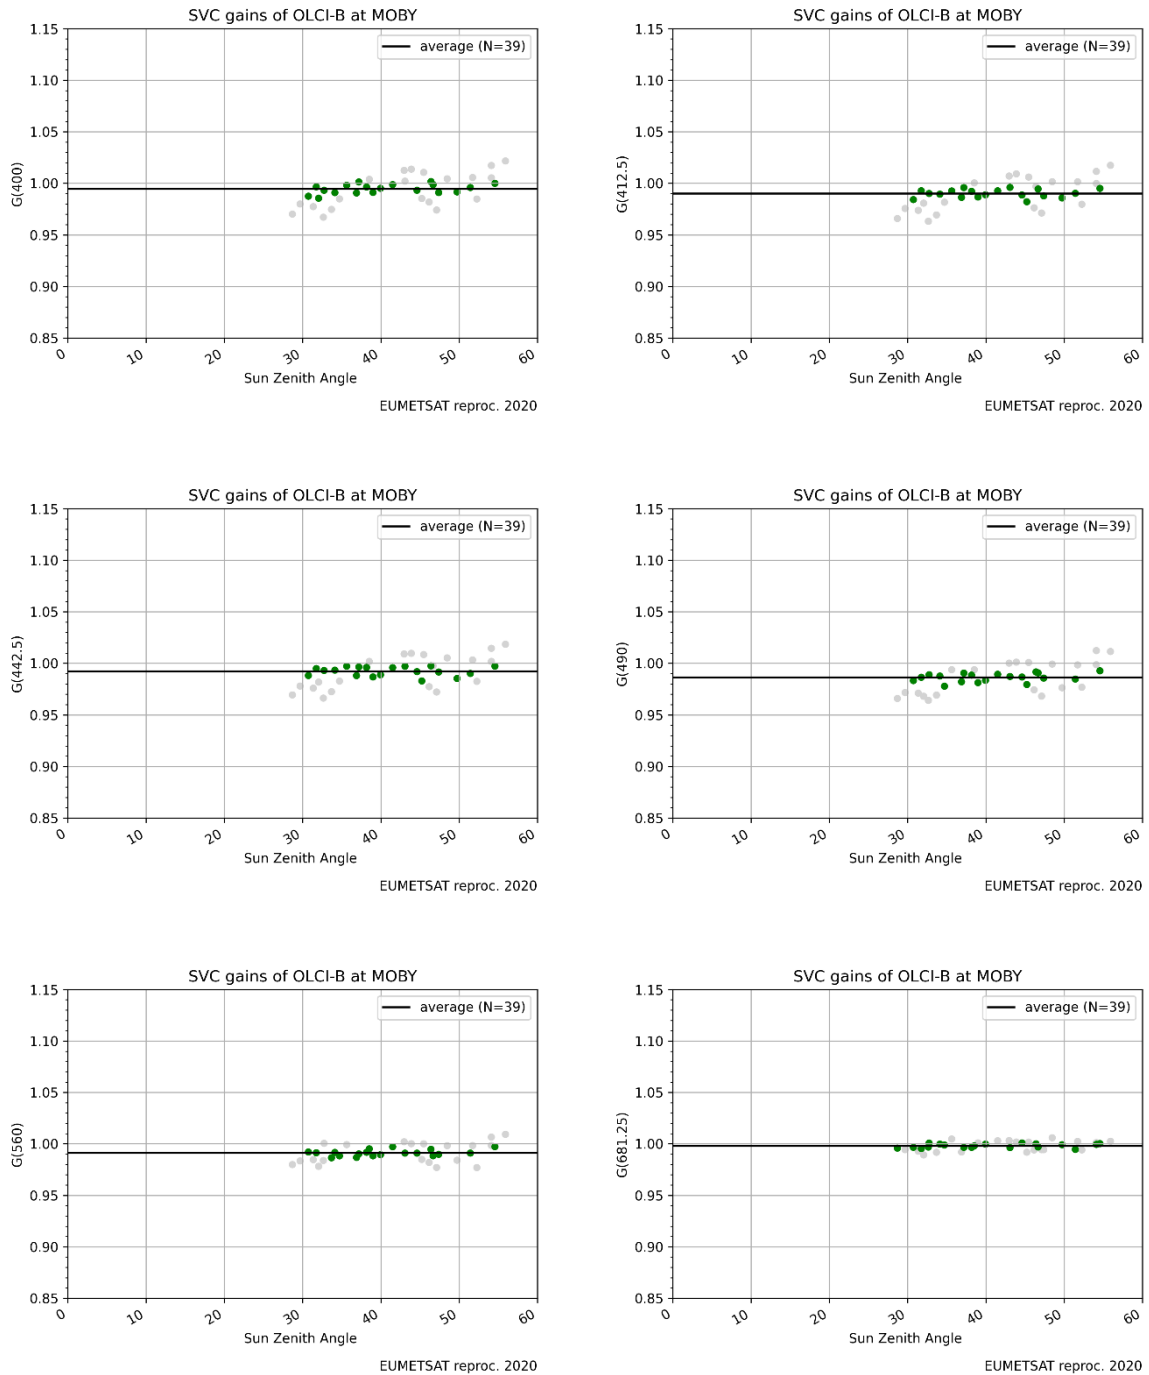 SVC gains of OLCI-B at MOBY
average (N=39)
1.15
1.10
1.05
1.00
0.95
0.90
0.85
G(400)
0
10
20
30
40
50
60
Sun Zenith Angle
EUMETSAT reproc. 2020
SVC gains of OLCI-B at MOBY
average (N=39)
1.15
1.10
1.05
1.00
0.95
0.90
0.85
G(412.5)
0
10
20
30
40
50
60
Sun Zenith Angle
EUMETSAT reproc. 2020
SVC gains of OLCI-B at MOBY
average (N=39)
1.15
1.10
1.05
1.00
0.95
0.90
0.85
G(442.5)
0
10
20
30
40
50
60
Sun Zenith Angle
EUMETSAT reproc. 2020
SVC gains of OLCI-B at MOBY
average (N=39)
1.15
1.10
1.05
1.00
0.95
0.90
0.85
G(490)
0
10
20
30
40
50
60
Sun Zenith Angle
EUMETSAT reproc. 2020
SVC gains of OLCI-B at MOBY
average (N=39)
1.15
1.10
1.05
1.00
0.95
0.90
0.85
G(560)
0
10
20
30
40
50
60
Sun Zenith Angle
EUMETSAT reproc. 2020
SVC gains of OLCI-B at MOBY
average (N=39)
1.15
1.10
1.05
1.00
0.95
0.90
0.85
G(681.25)
0
10
20
30
40
50
60
Sun Zenith Angle
EUMETSAT reproc. 2020